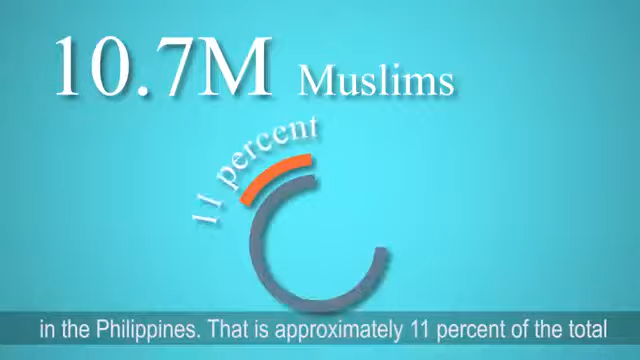 10.7M Muslims
11 percent
in the Philippines. That is approximately 11 percent of the total